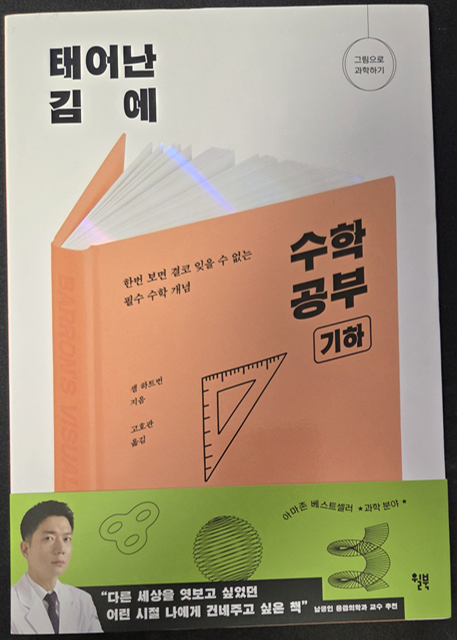 태어난
김 에
그림으로
과학하기
한번 보면 결코 잊을 수 없는
필수 수학 개념
수학
공부
기하
셸 하트먼
지음
고호관
옮김
BARRON'S VISUAL
아마존 베스트셀러 *과학 분야*
"다른 세상을 엿보고 싶었던
어린 시절 나에게 건네주고 싶은 책"
남궁인 응급의학과 교수 추천
윌북